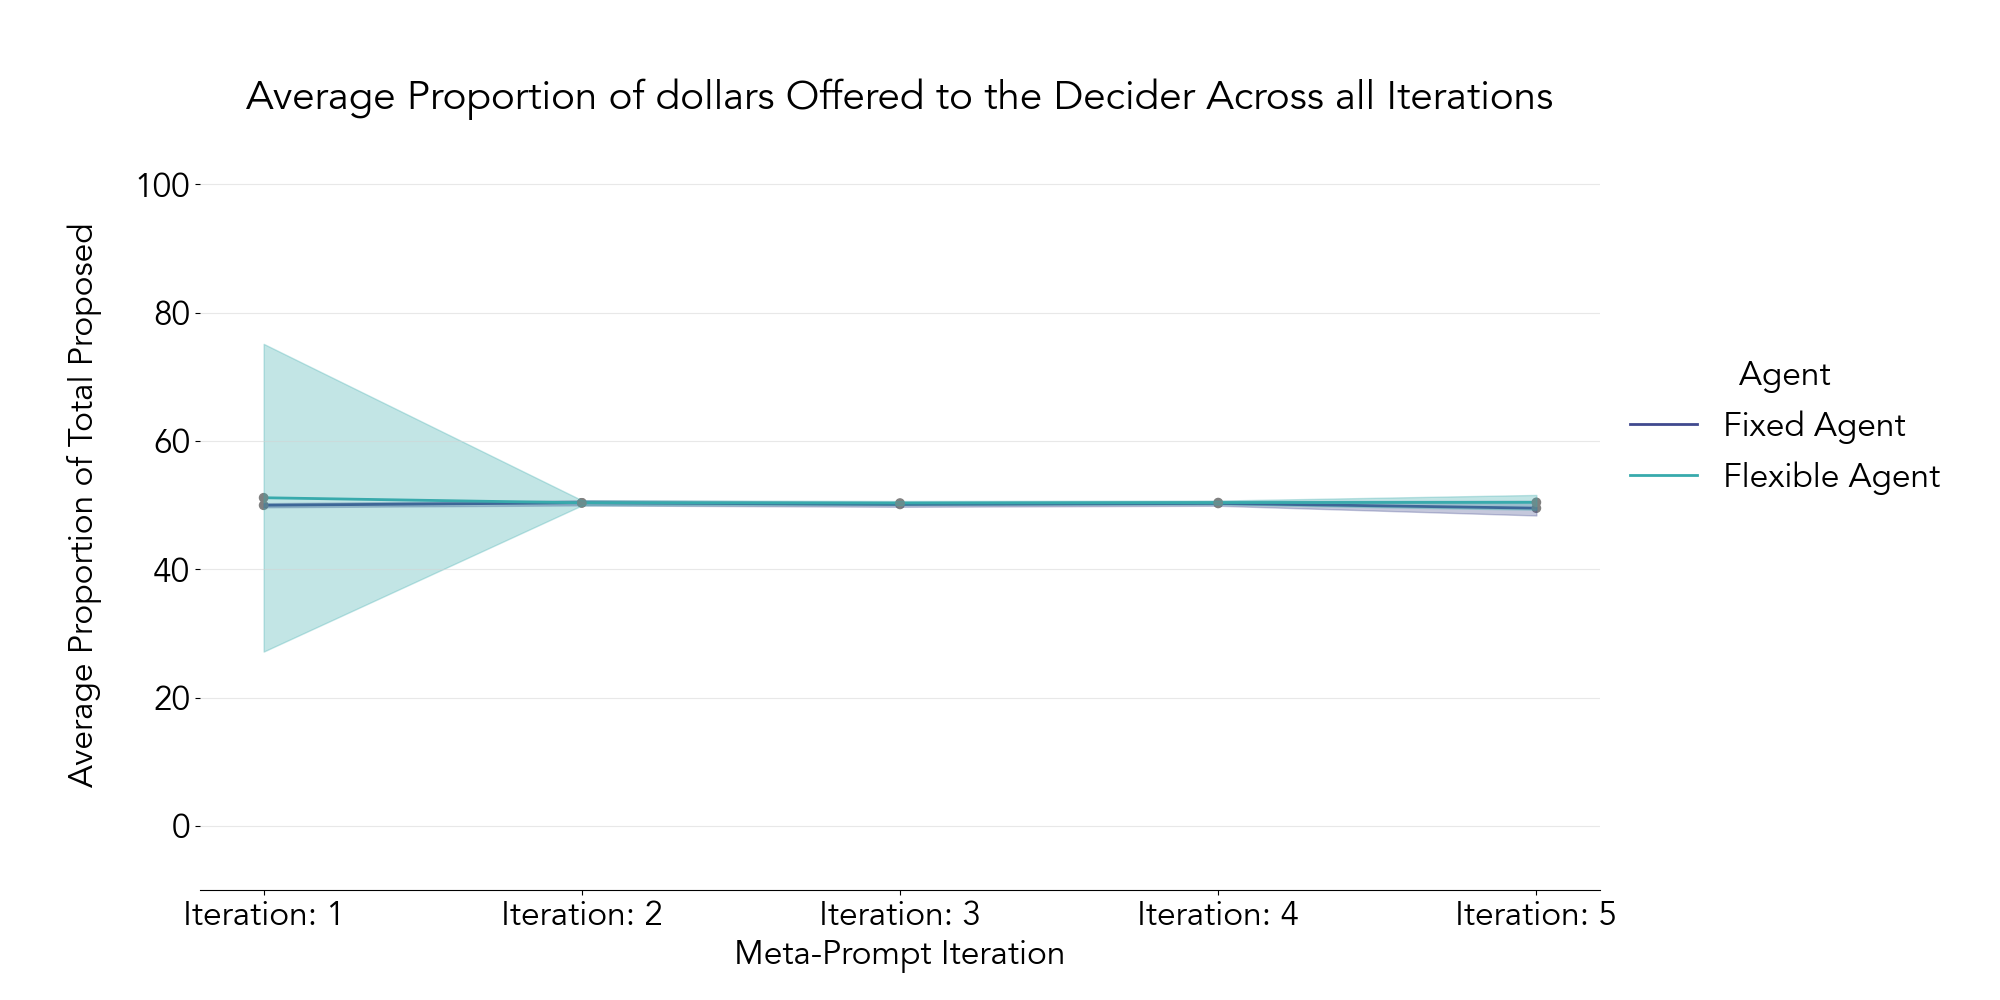 Average Proportion of dollars Offered to the Decider Across all Iterations
Average Proportion of Total Proposed
100
80
60
40
20
0
Iteration: 1
Iteration: 2
Iteration: 3
Iteration: 4
Iteration: 5
Meta-Prompt Iteration
Agent
Fixed Agent
Flexible Agent